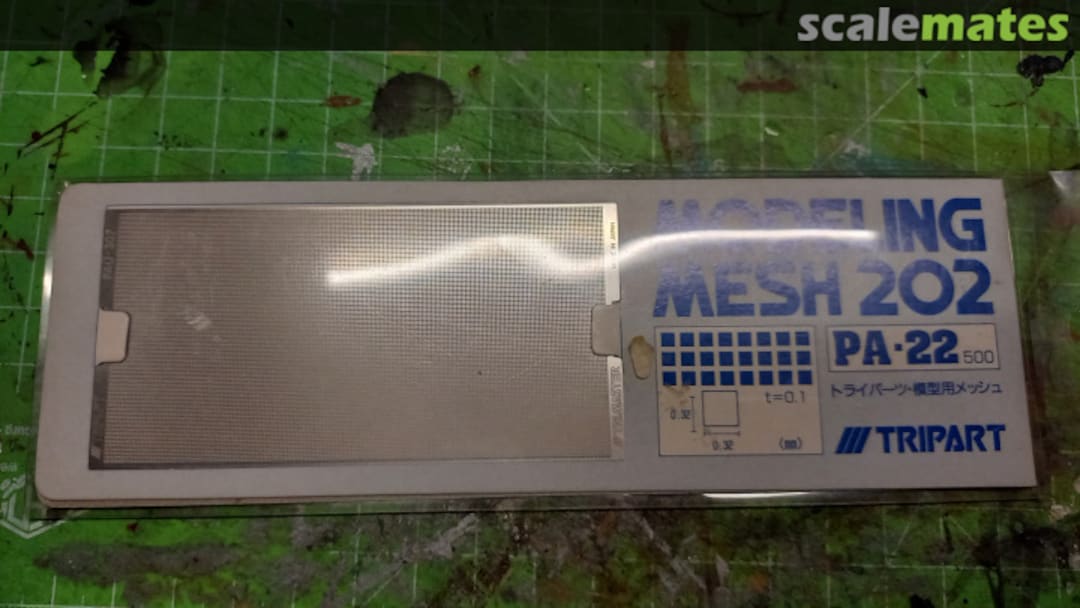 scalemates
MODELING
MESH 202
PA·22 500
トライパーツ・模型用メッシュ
t=0.1
0.32
0.32 (mm)
TRIPART